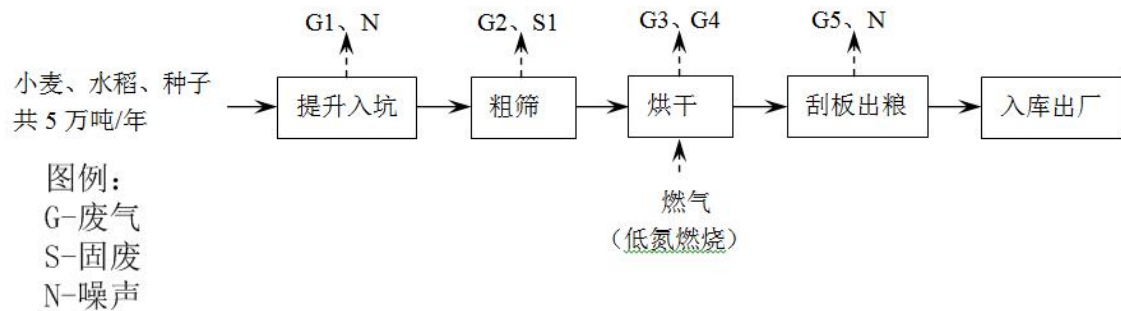 G1、N
G2、S1
G3、G4
G5、N
小麦、水稻、种子
共 5 万吨/年
提升入坑
粗筛
烘干
刮板出粮
入库出厂
燃气
（低氮燃烧）
图例：
G-废气
S-固废
N-噪声